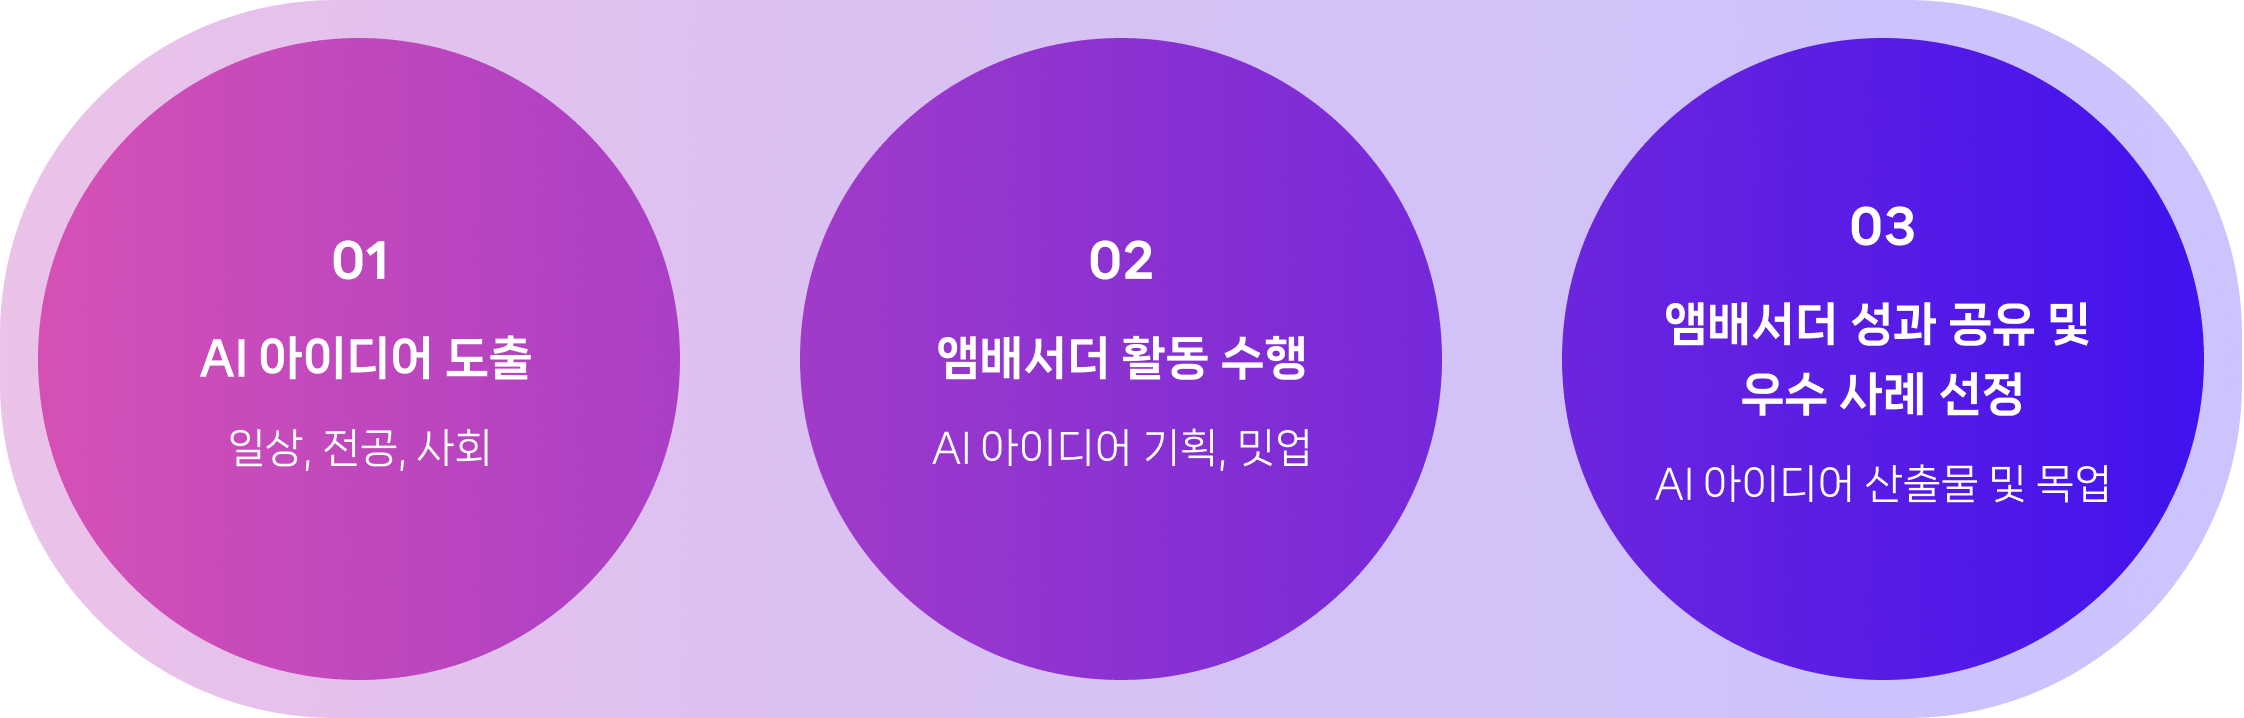 01
AI 아이디어 도출
일상, 전공, 사회
02
앰배서더 활동 수행
AI 아이디어 기획, 밋업
03
앰배서더 성과 공유 및
우수 사례 선정
AI 아이디어 산출물 및 목업